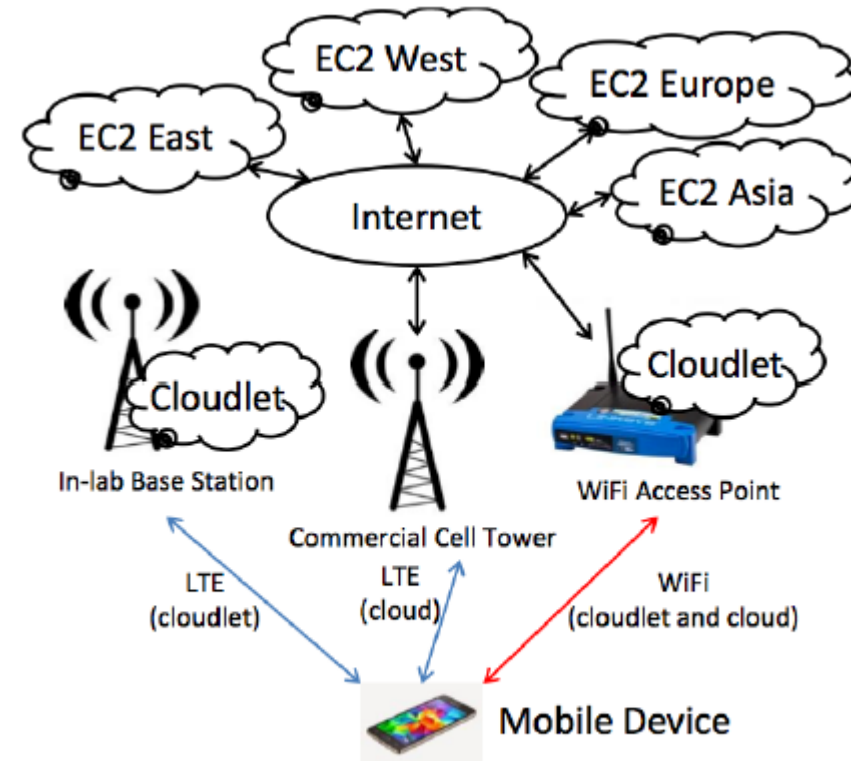 EC2 West
EC2 Europe
EC2 East
EC2 Asia
Internet
Cloudlet
Cloudlet
In-lab Base Station
WiFi Access Point
Commercial Cell Tower
LTE
(cloudlet)
LTE
(cloud)
WiFi
(cloudlet and cloud)
Mobile Device